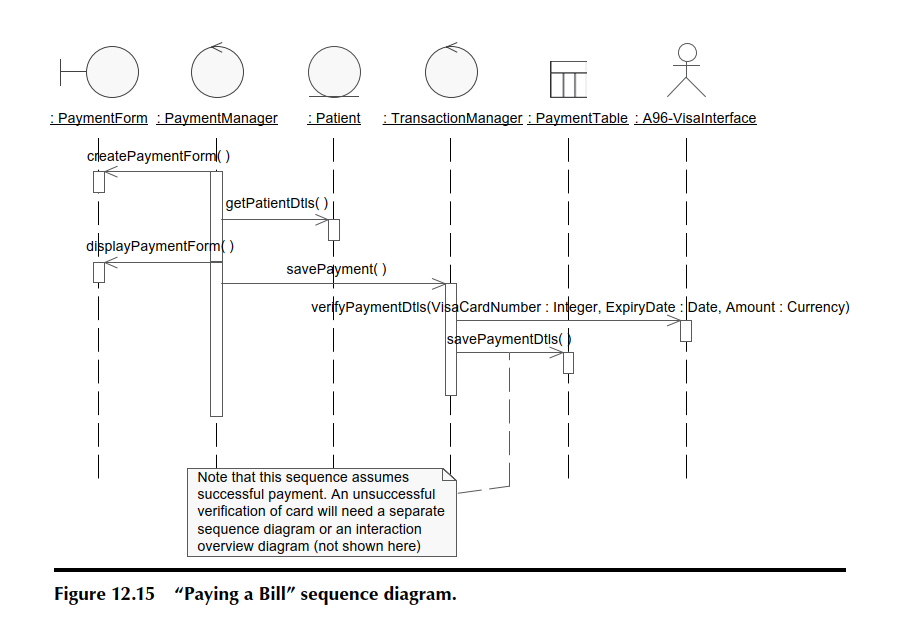 : PaymentForm : PaymentManager : Patient : TransactionManager : PaymentTable : A96-VisaInterface
createPaymentForm( )
getPatientDtls( )
displayPaymentForm( )
savePayment( )
verifyPaymentDtls(VisaCardNumber : Integer, ExpiryDate : Date, Amount : Currency)
savePaymentDtls( )
Note that this sequence assumes
successful payment. An unsuccessful
verification of card will need a separate
sequence diagram or an interaction
overview diagram (not shown here)
Figure 12.15 “Paying a Bill” sequence diagram.